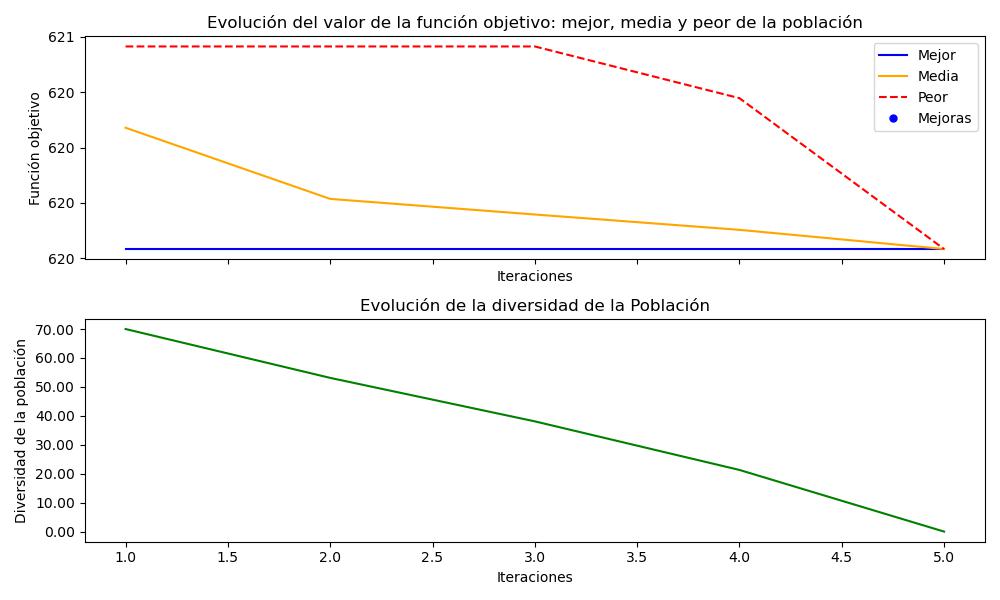 Evolución del valor de la función objetivo: mejor, media y peor de la población
Función objetivo
621
620
620
620
620
Mejor
Media
Peor
Mejoras
Iteraciones
Evolución de la diversidad de la Población
Diversidad de la población
70.00
60.00
50.00
40.00
30.00
20.00
10.00
0.00
1.0 1.5 2.0 2.5 3.0 3.5 4.0 4.5 5.0
Iteraciones